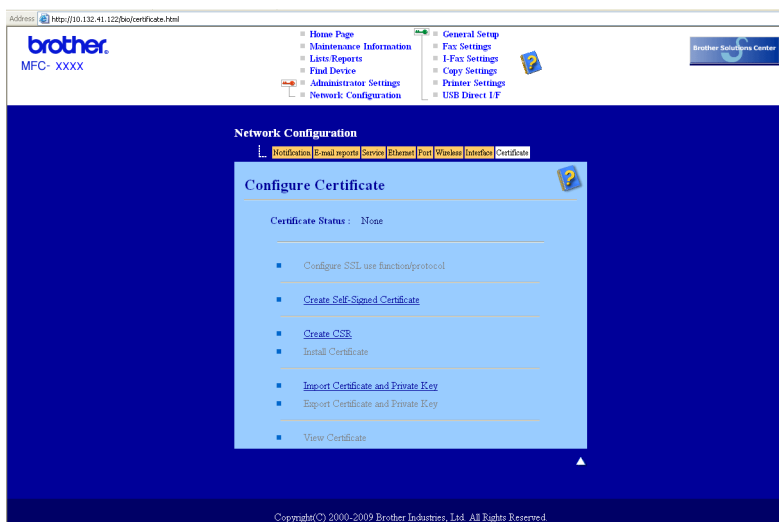 Address http://10.132.41.122/bio/certificate.html
brother.
MFC- XXXX
Home Page
Maintenance Information
Lists/Reports
Find Device
Administrator Settings
Network Configuration
General Setup
Fax Settings
I-Fax Settings
Copy Settings
Printer Settings
USB Direct I/F
Brother Solutions Center
Network Configuration
Notification E-mail reports Service Ethernet Port Wireless Interface Certificate
Configure Certificate
Certificate Status : None
Configure SSL use function/protocol
Create Self-Signed Certificate
Create CSR
Install Certificate
Import Certificate and Private Key
Export Certificate and Private Key
View Certificate
Copyright(C) 2000-2009 Brother Industries, Ltd. All Rights Reserved.